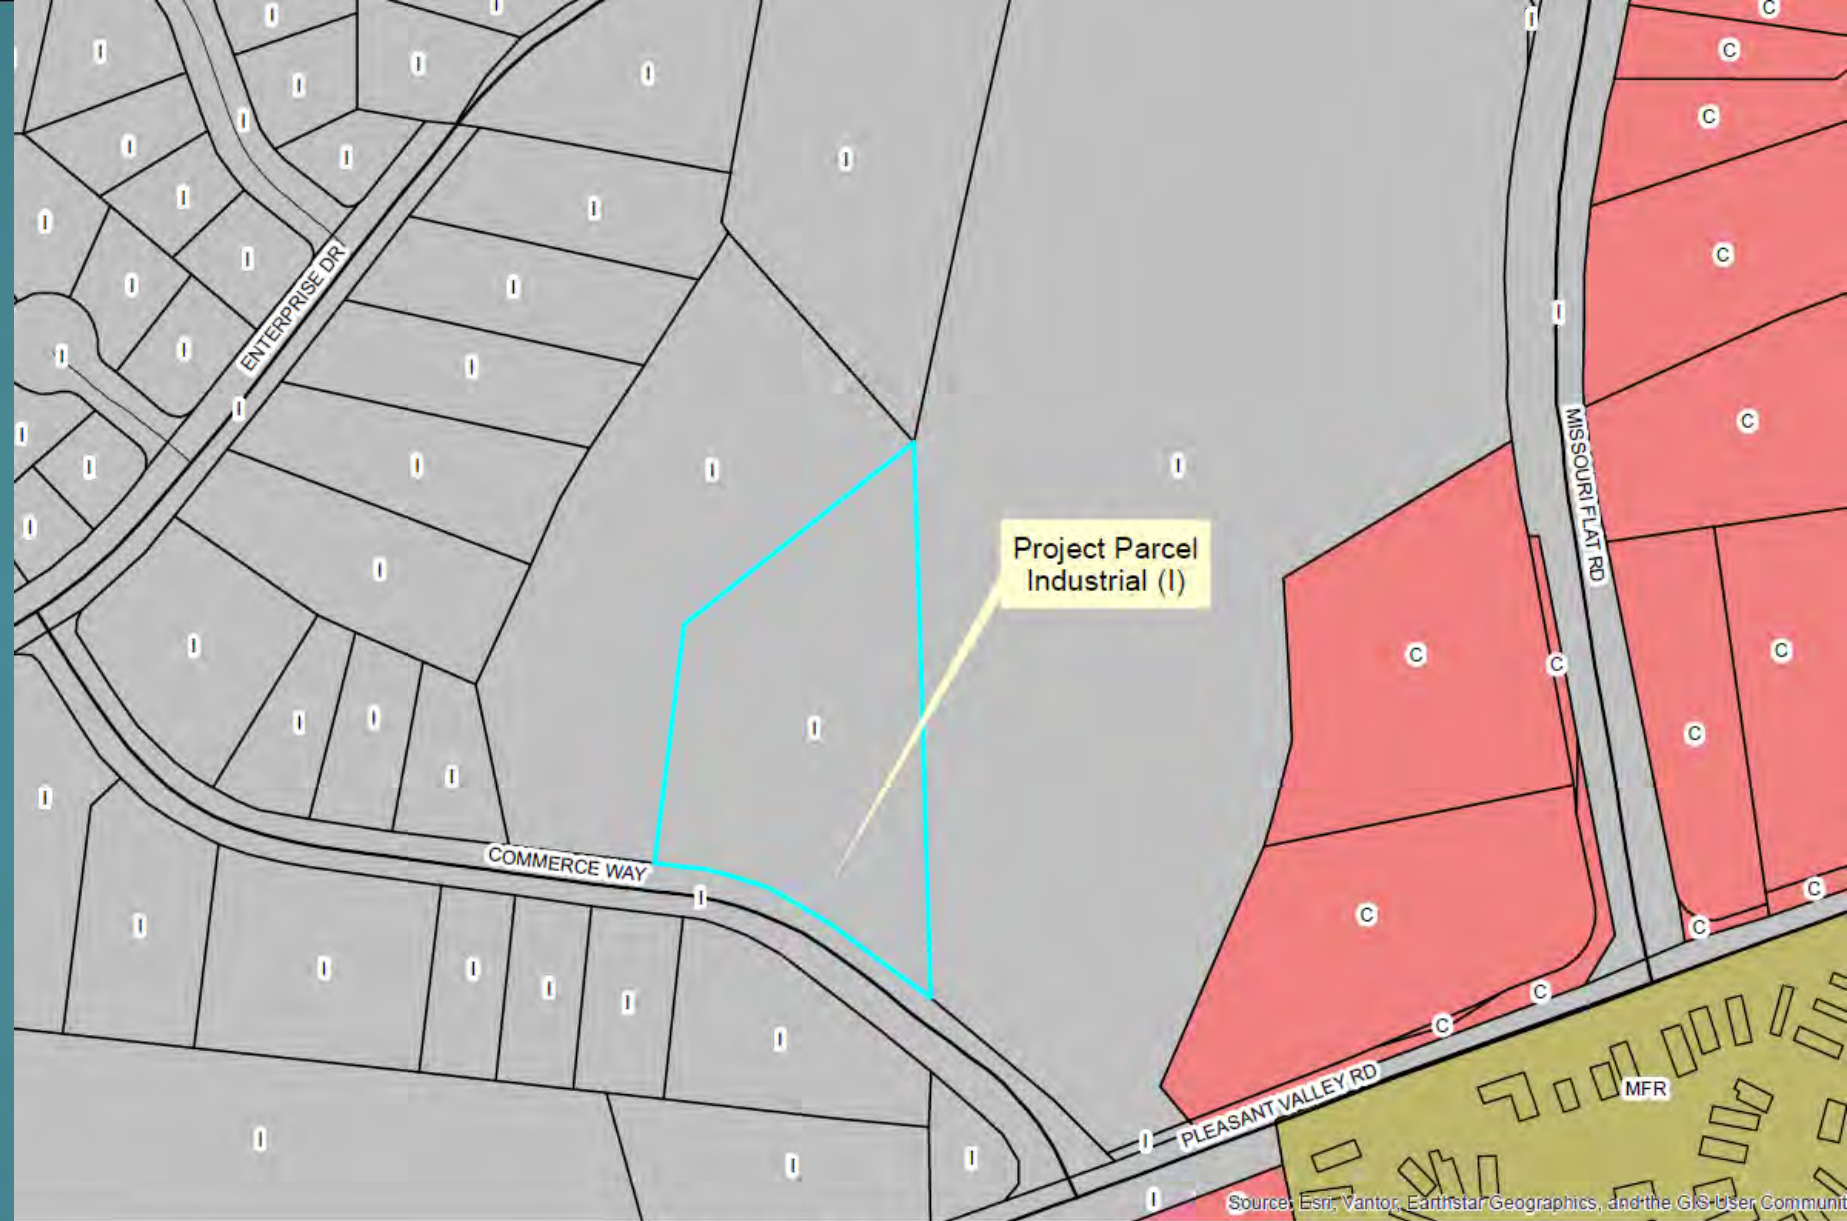 I
I
I
C
I
I
I
C
I
I
C
I
I
I
I
I
I
C
I
I
ENTERPRISE DR
I
I
I
I
I
I
I
C
I
I
I
I
I
I
MISSOURI FLAT RD
I
Project Parcel
Industrial (I)
I
I
C
C
C
I
I
I
C
I
I
COMMERCE WAY
I
C
C
C
I
I
I
I
I
C
C
I
MFR
PLEASANT VALLEY RD
I
I
I
I
I
Source: Esri, Vantor, Earthstar Geographics, and the GIS User Communit